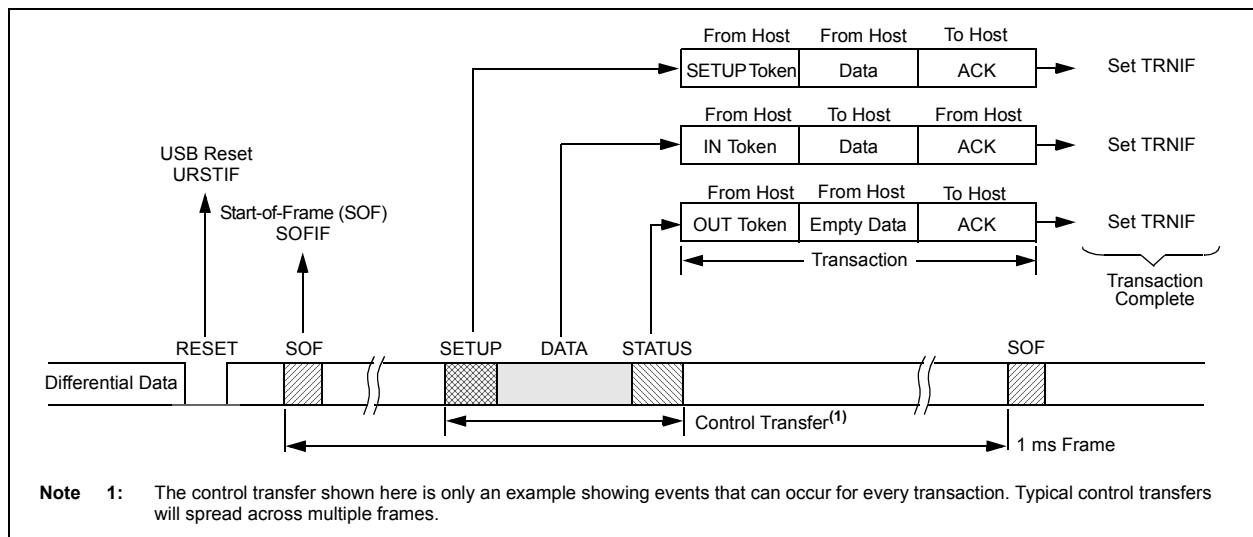 From Host From Host To Host
SETUP Token Data ACK Set TRNIF
From Host To Host From Host
IN Token Data ACK Set TRNIF
USB Reset
URSTIF
From Host From Host To Host
Start-of-Frame (SOF)
SOFIF
OUT Token Empty Data ACK Set TRNIF
Transaction
Transaction
Complete
RESET SOF SETUP DATA STATUS SOF
Differential Data
Control Transfer(1)
1 ms Frame
Note 1: The control transfer shown here is only an example showing events that can occur for every transaction. Typical control transfers
will spread across multiple frames.